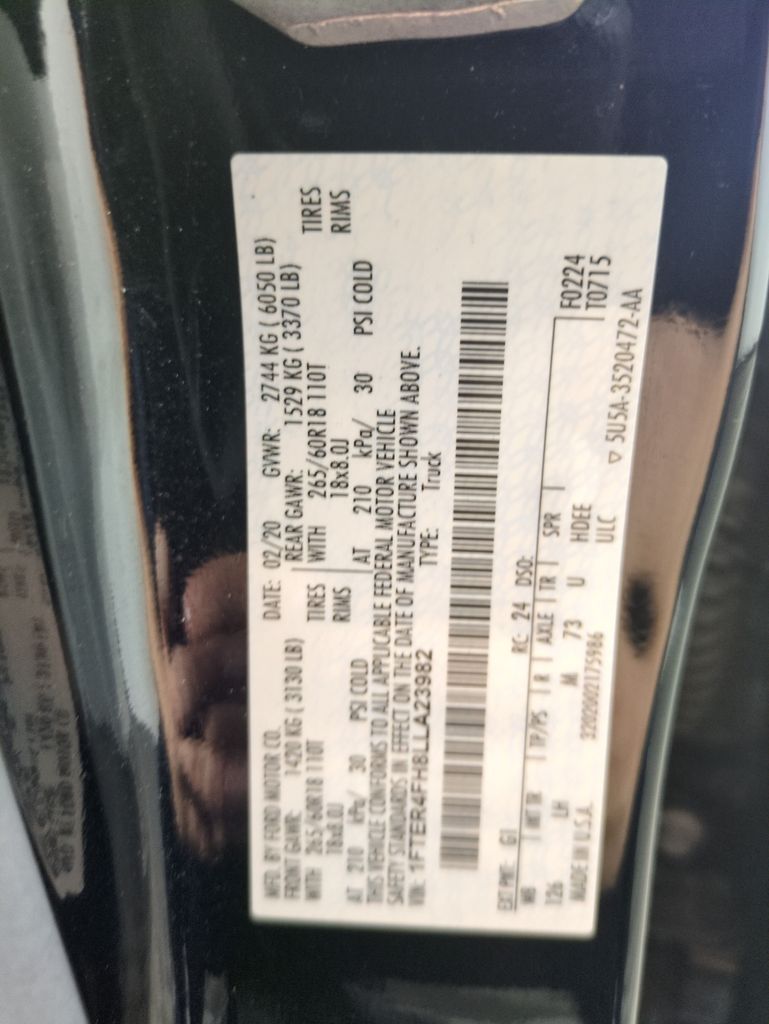 MFD. BY FORD MOTOR CO.
DATE: 02/20 GVWR: 2744 KG ( 6050 LB)
FRONT GAWR: 1420 KG ( 3130 LB) REAR GAWR: 1529 KG ( 3370 LB)
WITH 265/60R18 110T TIRES WITH 265/60R18 110T TIRES
18x8.0J RIMS 18x8.0J RIMS
AT 210 kPa/ 30 PSI COLD AT 210 kPa/ 30 PSI COLD
THIS VEHICLE CONFORMS TO ALL APPLICABLE FEDERAL MOTOR VEHICLE
SAFETY STANDARDS IN EFFECT ON THE DATE OF MANUFACTURE SHOWN ABOVE.
VIN: 1FTER4FH8LLA23982 TYPE: Truck
EXT PNT: G1 RC: 24 DSO: F0224
WB INT TR TP/PS R AXLE TR SPR T0715
126 LH M 73 U HDEE
ULC
MADE IN U.S.A. 3202002175986 ▽ 5U5A-3520472-AA